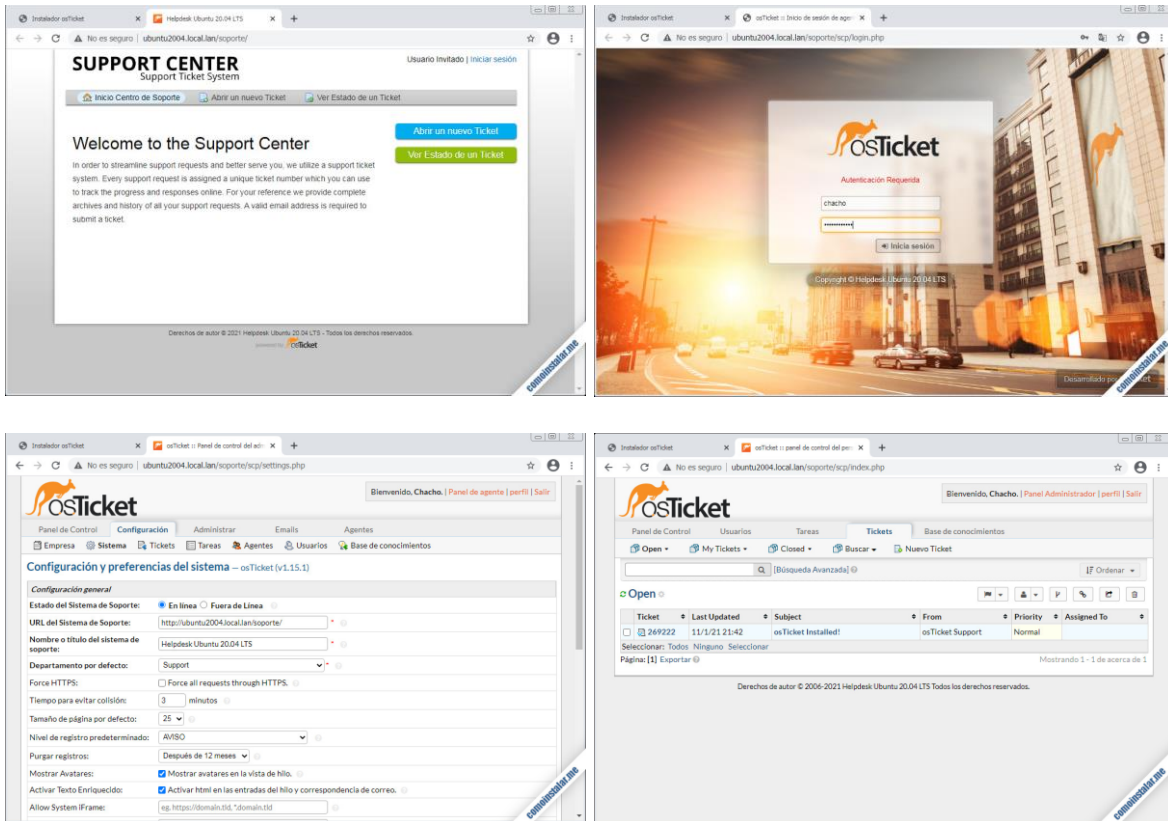 Instalador osTicket
Helpdesk Ubuntu 20.04 LTS
No es seguro | ubuntu2004.local.lan/soporte/
SUPPORT CENTER
Support Ticket System
Usuario Invitado | Iniciar sesión
Inicio Centro de Soporte
Abrir un nuevo Ticket
Ver Estado de un Ticket
Welcome to the Support Center
In order to streamline support requests and better serve you, we utilize a support ticket
system. Every support request is assigned a unique ticket number which you can use
to track the progress and responses online. For your reference we provide complete
archives and history of all your support requests. A valid email address is required to
submit a ticket.
Abrir un nuevo Ticket
Ver Estado de un Ticket
Derechos de autor © 2021 Helpdesk Ubuntu 20.04 LTS - Todos los derechos reservados.
powered by osTicket
comoinstalar.me
Instalador osTicket
osTicket :: Inicio de sesión de agen
No es seguro | ubuntu2004.local.lan/soporte/scp/login.php
osTicket
Autenticación Requerida
chacho
Inicia sesión
Copyright © Helpdesk Ubuntu 20.04 LTS
Desarrollado por
comoinstalar.me
Instalador osTicket
osTicket :: Panel de control del adm
No es seguro | ubuntu2004.local.lan/soporte/scp/settings.php
osTicket
Bienvenido, Chacho. | Panel de agente | perfil | Salir
Panel de Control
Configuración
Administrar
Emails
Agentes
Empresa
Sistema
Tickets
Tareas
Agentes
Usuarios
Base de conocimientos
Configuración y preferencias del sistema – osTicket (v1.15.1)
Configuración general
Estado del Sistema de Soporte: En línea Fuera de Línea
URL del Sistema de Soporte: http://ubuntu2004.local.lan/soporte/ *
Nombre o título del sistema de
soporte: Helpdesk Ubuntu 20.04 LTS *
Departamento por defecto: Support *
Force HTTPS: Force all requests through HTTPS.
Tiempo para evitar colisión: 3 minutos
Tamaño de página por defecto: 25
Nivel de registro predeterminado: AVISO
Purgar registros: Después de 12 meses
Mostrar Avatares: Mostrar avatares en la vista de hilo.
Activar Texto Enriquecido: Activar html en las entradas del hilo y correspondencia de correo.
Allow System iFrame: eg. https://domain.tld, *.domain.tld
comoinstalar.me
Instalador osTicket
osTicket :: panel de control del per
No es seguro | ubuntu2004.local.lan/soporte/scp/index.php
osTicket
Bienvenido, Chacho. | Panel Administrador | perfil | Salir
Panel de Control
Usuarios
Tareas
Tickets
Base de conocimientos
Open
My Tickets
Closed
Buscar
Nuevo Ticket
[Búsqueda Avanzada]
Ordenar
Open
Ticket Last Updated Subject From Priority Assigned To
269222 11/1/21 21:42 osTicket Installed! osTicket Support Normal
Seleccionar: Todos Ninguno Seleccionar
Página: [1] Exportar
Mostrando 1 - 1 de acerca de 1
Derechos de autor © 2006-2021 Helpdesk Ubuntu 20.04 LTS Todos los derechos reservados.
comoinstalar.me